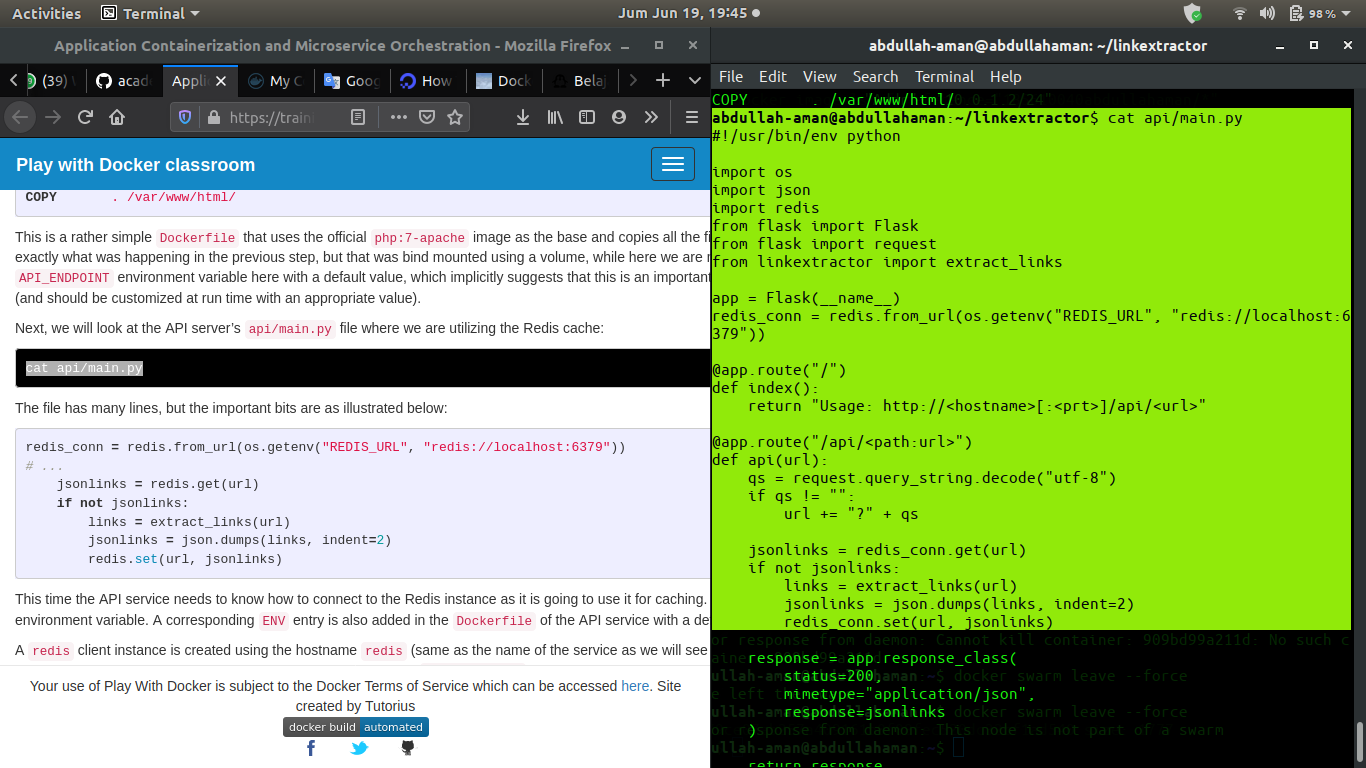 Activities
Terminal
Jum Jun 19, 19:45
98 %
Application Containerization and Microservice Orchestration - Mozilla Firefox
(39)
acade
Applic
My C
Goog
How
Dock
Belaj
https://train
Play with Docker classroom
COPY . /var/www/html/
This is a rather simple Dockerfile that uses the official php:7-apache image as the base and copies all the fi
exactly what was happening in the previous step, but that was bind mounted using a volume, while here we are r
API_ENDPOINT environment variable here with a default value, which implicitly suggests that this is an important
(and should be customized at run time with an appropriate value).
Next, we will look at the API server's api/main.py file where we are utilizing the Redis cache:
cat api/main.py
The file has many lines, but the important bits are as illustrated below:
redis_conn = redis.from_url(os.getenv("REDIS_URL", "redis://localhost:6379"))
# ...
    jsonlinks = redis.get(url)
    if not jsonlinks:
        links = extract_links(url)
        jsonlinks = json.dumps(links, indent=2)
        redis.set(url, jsonlinks)
This time the API service needs to know how to connect to the Redis instance as it is going to use it for caching.
environment variable. A corresponding ENV entry is also added in the Dockerfile of the API service with a de
A redis client instance is created using the hostname redis (same as the name of the service as we will see
Your use of Play With Docker is subject to the Docker Terms of Service which can be accessed here. Site
created by Tutorius
docker build automated
abdullah-aman@abdullahaman: ~/linkextractor
File Edit View Search Terminal Help
COPY . /var/www/html/
abdullah-aman@abdullahaman:~/linkextractor$ cat api/main.py
#!/usr/bin/env python
import os
import json
import redis
from flask import Flask
from flask import request
from linkextractor import extract_links
app = Flask(__name__)
redis_conn = redis.from_url(os.getenv("REDIS_URL", "redis://localhost:6
379"))
@app.route("/")
def index():
    return "Usage: http://<hostname>[:<prt>]/api/<url>"
@app.route("/api/<path:url>")
def api(url):
    qs = request.query_string.decode("utf-8")
    if qs != "":
        url += "?" + qs
    jsonlinks = redis_conn.get(url)
    if not jsonlinks:
        links = extract_links(url)
        jsonlinks = json.dumps(links, indent=2)
        redis_conn.set(url, jsonlinks)
or response from daemon: Cannot kill container: 909bd99a211d: No such c
    response = app.response_class(
        status=200,
ullah-aman@abdullahaman:~$ docker swarm leave --force
        mimetype="application/json",
        response=jsonlinks
docker swarm leave --force
    )
or response from daemon: This node is not part of a swarm
ullah-aman@abdullahaman:~$
    return response